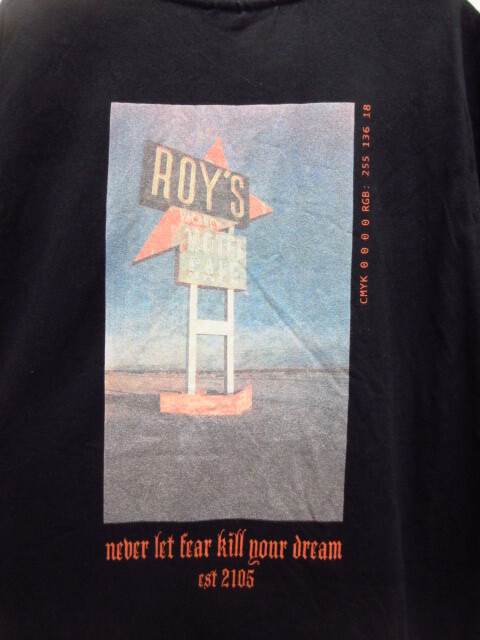 ROY'S
CMYK 0 0 0 0 RGB: 255 136 18
never let fear kill your dream
est 2105